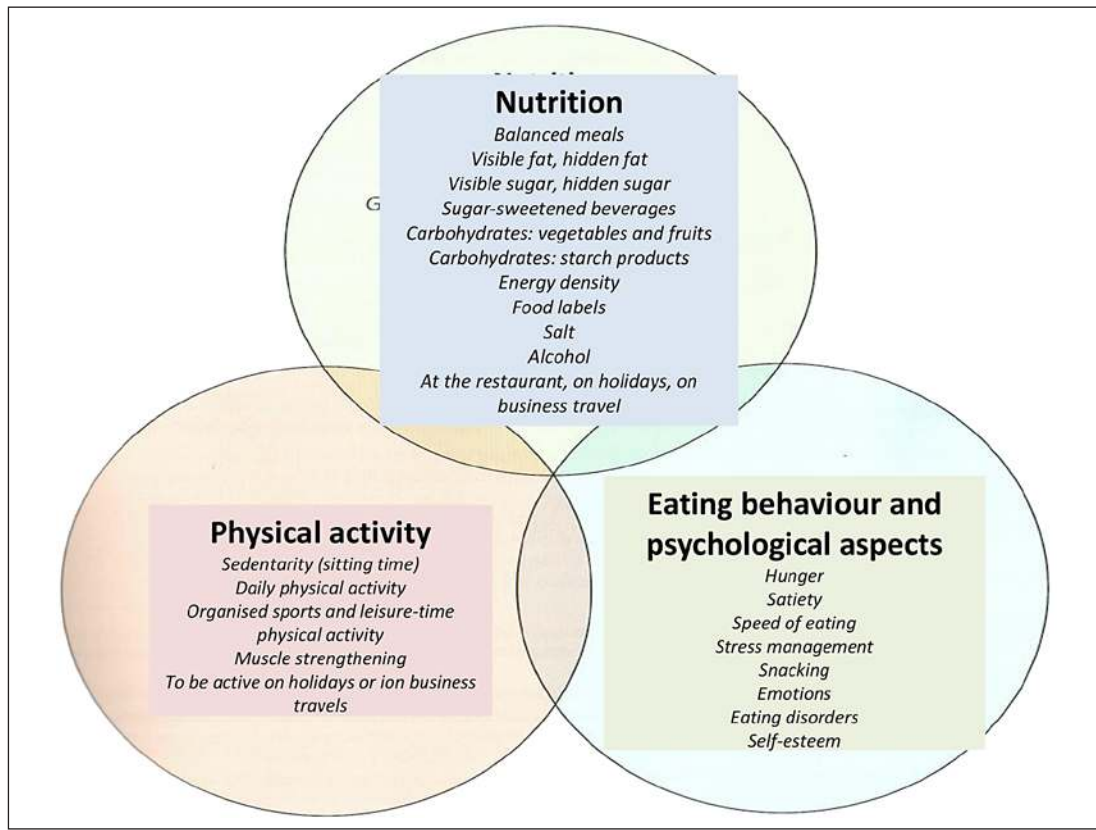 Nutrition
Balanced meals
Visible fat, hidden fat
Visible sugar, hidden sugar
Sugar-sweetened beverages
Carbohydrates: vegetables and fruits
Carbohydrates: starch products
Energy density
Food labels
Salt
Alcohol
At the restaurant, on holidays, on
business travel
Physical activity
Sedentarity (sitting time)
Daily physical activity
Organised sports and leisure-time
physical activity
Muscle strengthening
To be active on holidays or ion business
travels
Eating behaviour and
psychological aspects
Hunger
Satiety
Speed of eating
Stress management
Snacking
Emotions
Eating disorders
Self-esteem